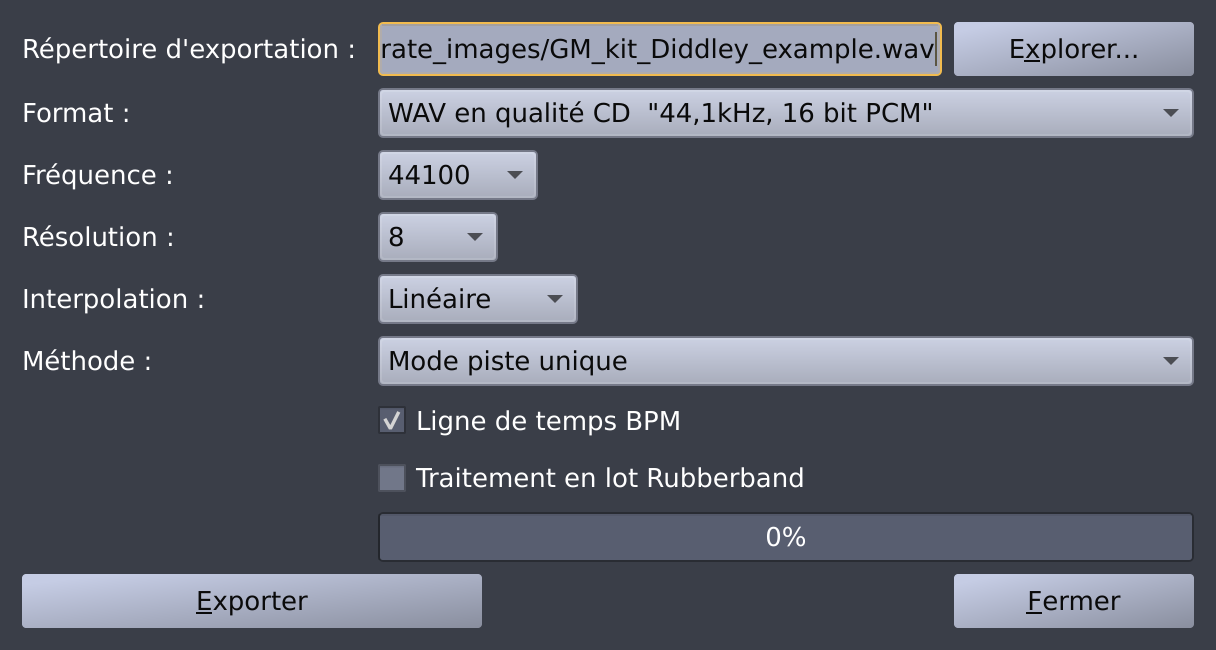 Répertoire d'exportation : rate_images/GM_kit_Diddley_example.wav Explorer...
Format : WAV en qualité CD  "44,1kHz, 16 bit PCM"
Fréquence : 44100
Résolution : 8
Interpolation : Linéaire
Méthode : Mode piste unique
Ligne de temps BPM
Traitement en lot Rubberband
0%
Exporter Fermer